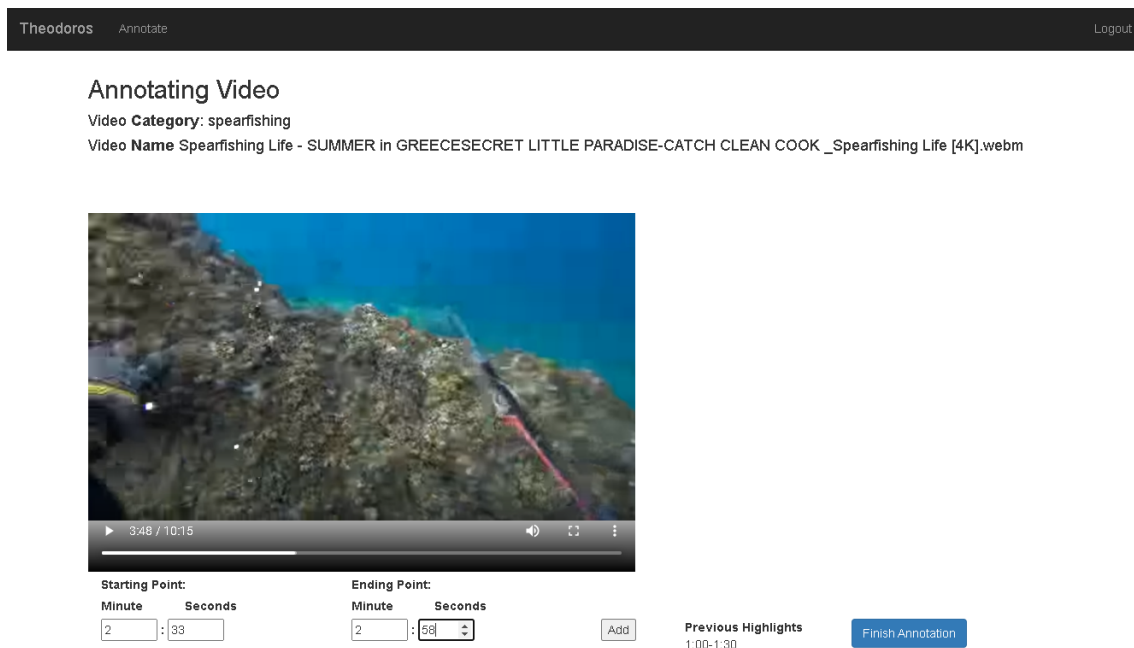 Theodoros Annotate Logout
Annotating Video
Video Category: spearfishing
Video Name Spearfishing Life - SUMMER in GREECESECRET LITTLE PARADISE-CATCH CLEAN COOK _Spearfishing Life [4K].webm
3:48 / 10:15
Starting Point: Ending Point:
Minute Seconds Minute Seconds
2 : 33 2 : 58 Add Previous Highlights Finish Annotation
1:00-1:30